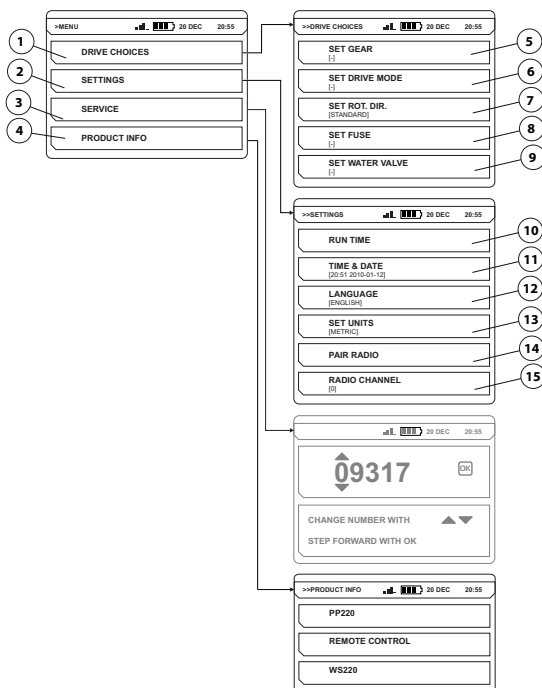 >MENU 20 DEC 20:55
1 DRIVE CHOICES
2 SETTINGS
3 SERVICE
4 PRODUCT INFO
>>DRIVE CHOICES 20 DEC 20:55
SET GEAR 5
[-]
SET DRIVE MODE 6
[-]
SET ROT. DIR. 7
[STANDARD]
SET FUSE 8
[-]
SET WATER VALVE 9
[-]
>>SETTINGS 20 DEC 20:55
RUN TIME 10
TIME & DATE 11
[20:51 2010-01-12]
LANGUAGE 12
[ENGLISH]
SET UNITS 13
[METRIC]
PAIR RADIO 14
RADIO CHANNEL 15
[0]
20 DEC 20:55
09317 OK
CHANGE NUMBER WITH
STEP FORWARD WITH OK
>>PRODUCT INFO 20 DEC 20:55
PP220
REMOTE CONTROL
WS220